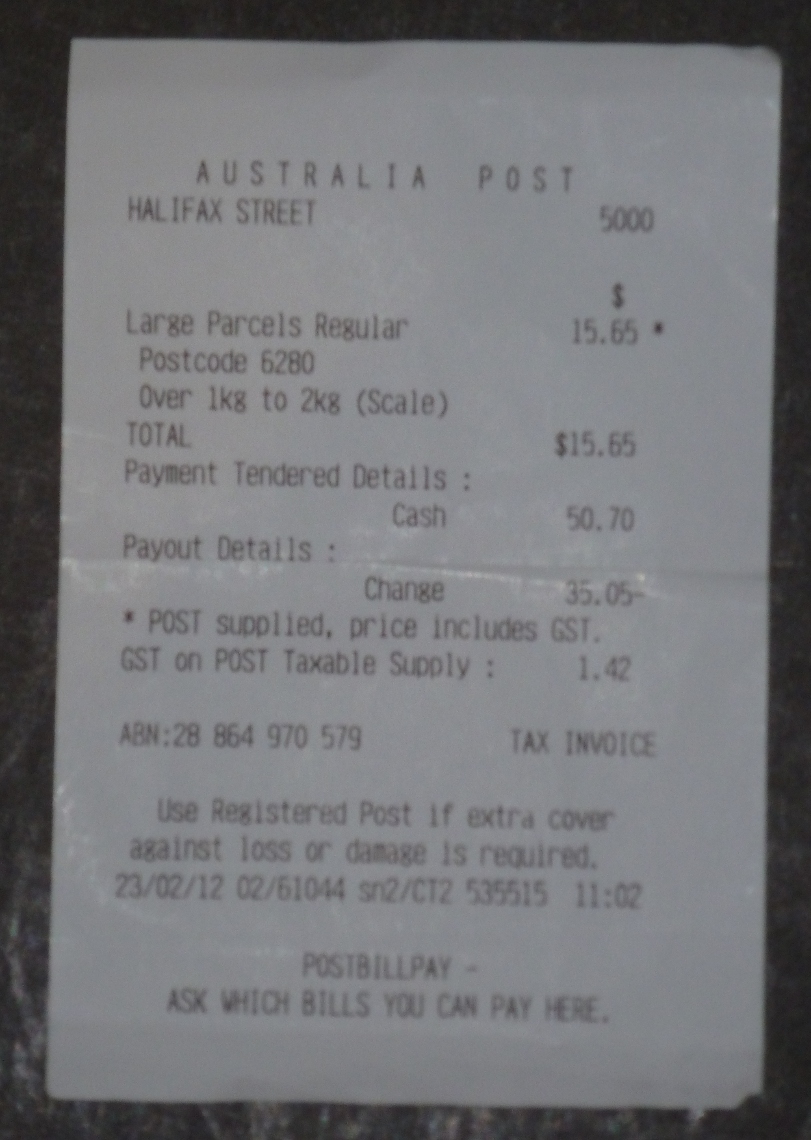 AUSTRALIA POST
HALIFAX STREET 5000
$
Large Parcels Regular 15.65 *
Postcode 6280
Over 1kg to 2kg (Scale)
TOTAL $15.65
Payment Tendered Details :
Cash 50.70
Payout Details :
Change 35.05-
* POST supplied, price includes GST.
GST on POST Taxable Supply : 1.42
ABN:28 864 970 579 TAX INVOICE
Use Registered Post if extra cover
against loss or damage is required.
23/02/12 02/61044 sn2/CT2 535515 11:02
POSTBILLPAY -
ASK WHICH BILLS YOU CAN PAY HERE.